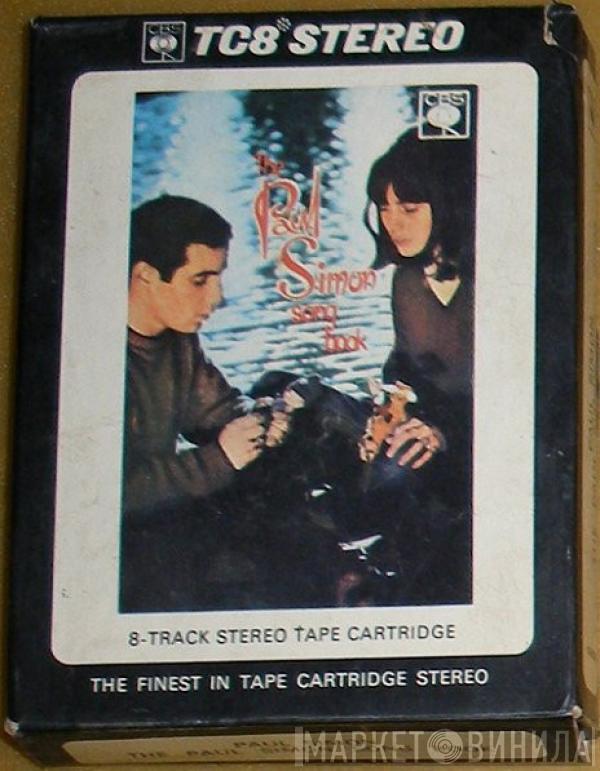 CBS TC8 STEREO
CBS
The
Paul
Simon
song
book
8-TRACK STEREO TAPE CARTRIDGE
THE FINEST IN TAPE CARTRIDGE STEREO
PAUL
THE PAUL
МАРКЕТ ВИНИЛА